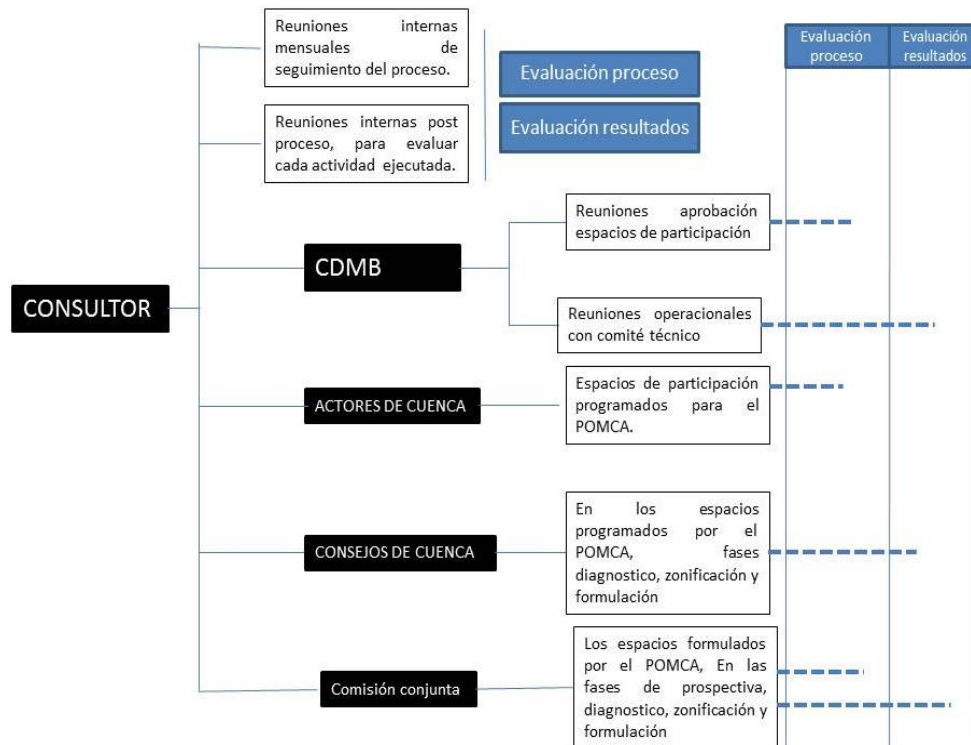 Reuniones internas
mensuales de
seguimiento del proceso.
Reuniones internas post
proceso, para evaluar
cada actividad ejecutada.
Evaluación proceso
Evaluación resultados
Evaluación
proceso
Evaluación
resultados
CONSULTOR
CDMB
Reuniones aprobación
espacios de participación
Reuniones operacionales
con comité técnico
ACTORES DE CUENCA
Espacios de participación
programados para el
POMCA.
CONSEJOS DE CUENCA
En los espacios
programados por el
POMCA, fases
diagnostico, zonificación y
formulación
Comisión conjunta
Los espacios formulados
por el POMCA, En las
fases de prospectiva,
diagnostico, zonificación y
formulación